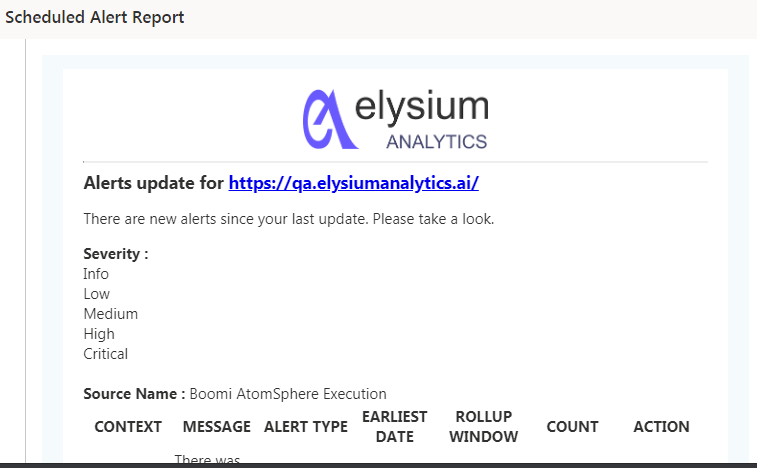 Scheduled Alert Report
elysium
ANALYTICS
Alerts update for https://qa.elysiumanalytics.ai/
There are new alerts since your last update. Please take a look.
Severity :
Info
Low
Medium
High
Critical
Source Name : Boomi AtomSphere Execution
CONTEXT MESSAGE ALERT TYPE EARLIEST DATE ROLLUP WINDOW COUNT ACTION
There was